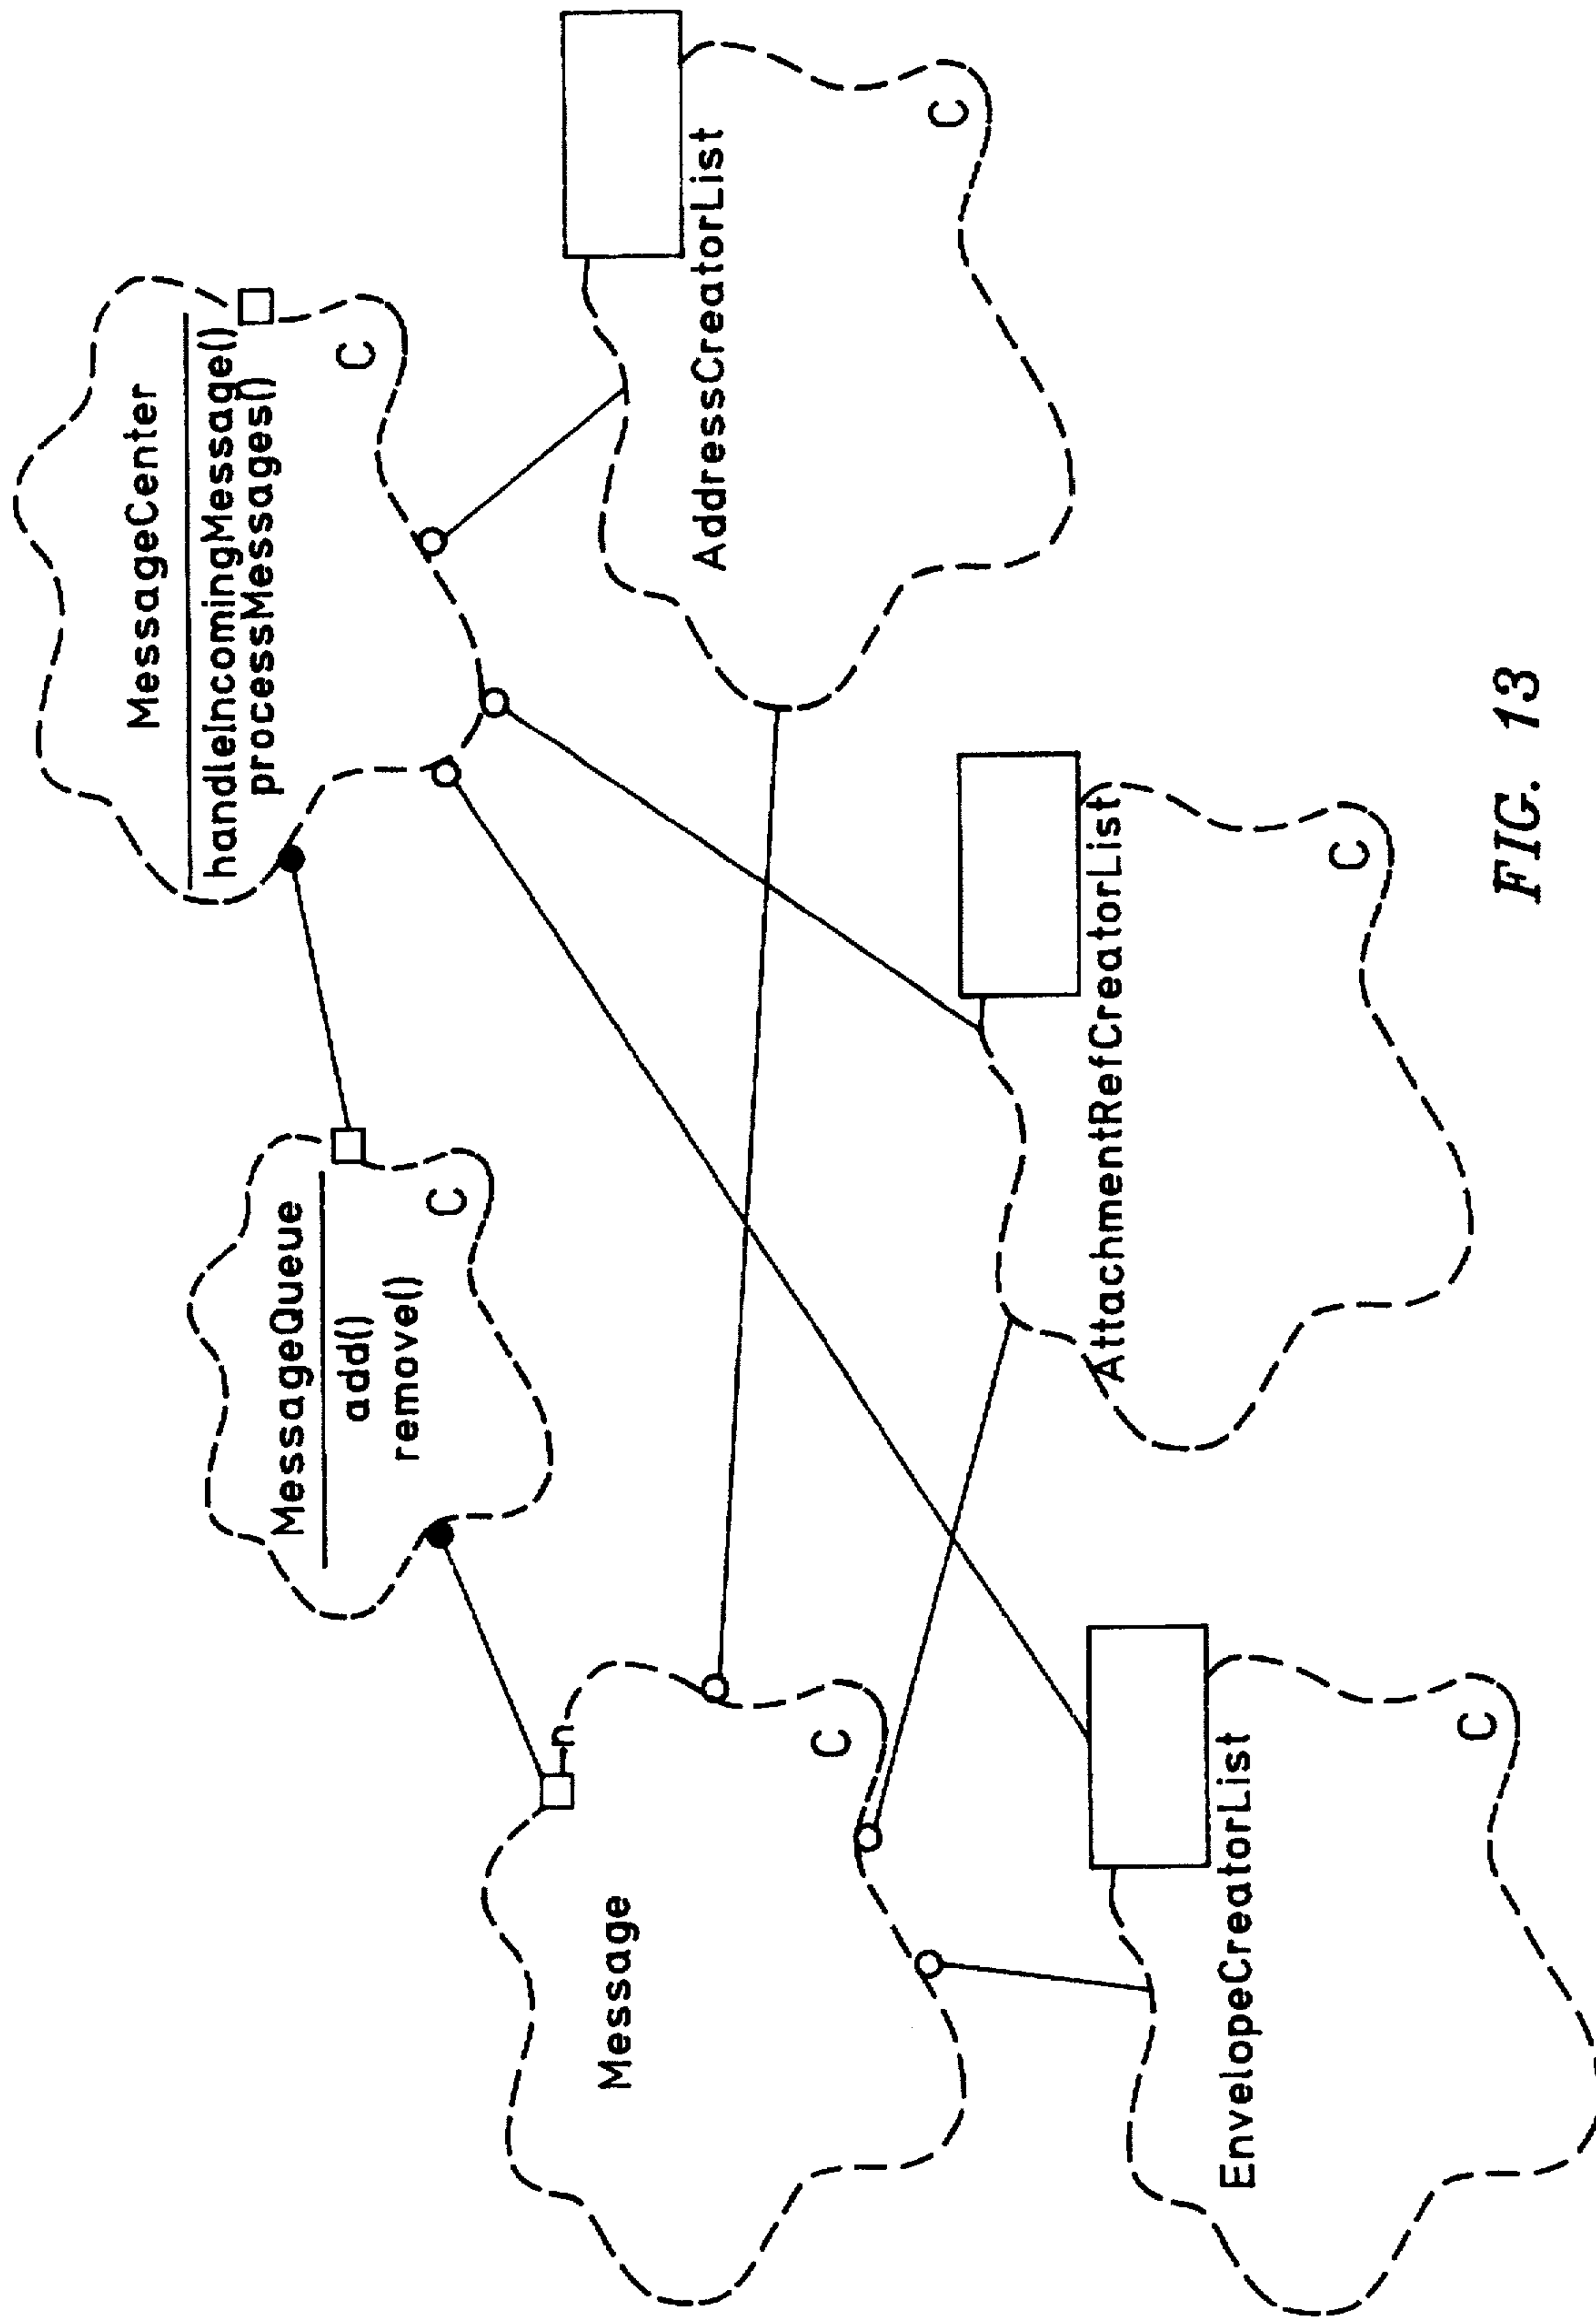 MessageCenter
handleIncomingMessage()
processMessages()
C
MessageQueue
add()
remove()
C
Message
n
C
AddressCreatorList
C
AttachmentRefCreatorList
C
EnvelopeCreatorList
C
FIG. 13